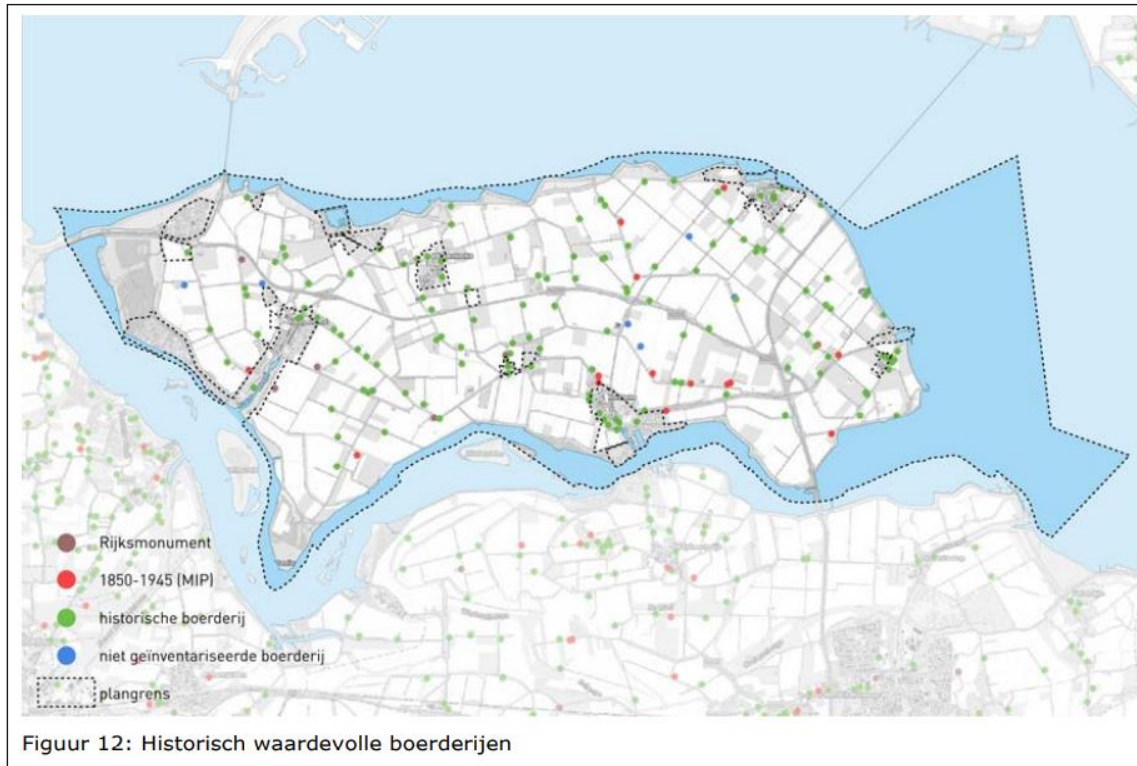 Rijksmonument
1850-1945 (MIP)
historische boerderij
niet geïnventariseerde boerderij
plangrens
Figuur 12: Historisch waardevolle boerderijen